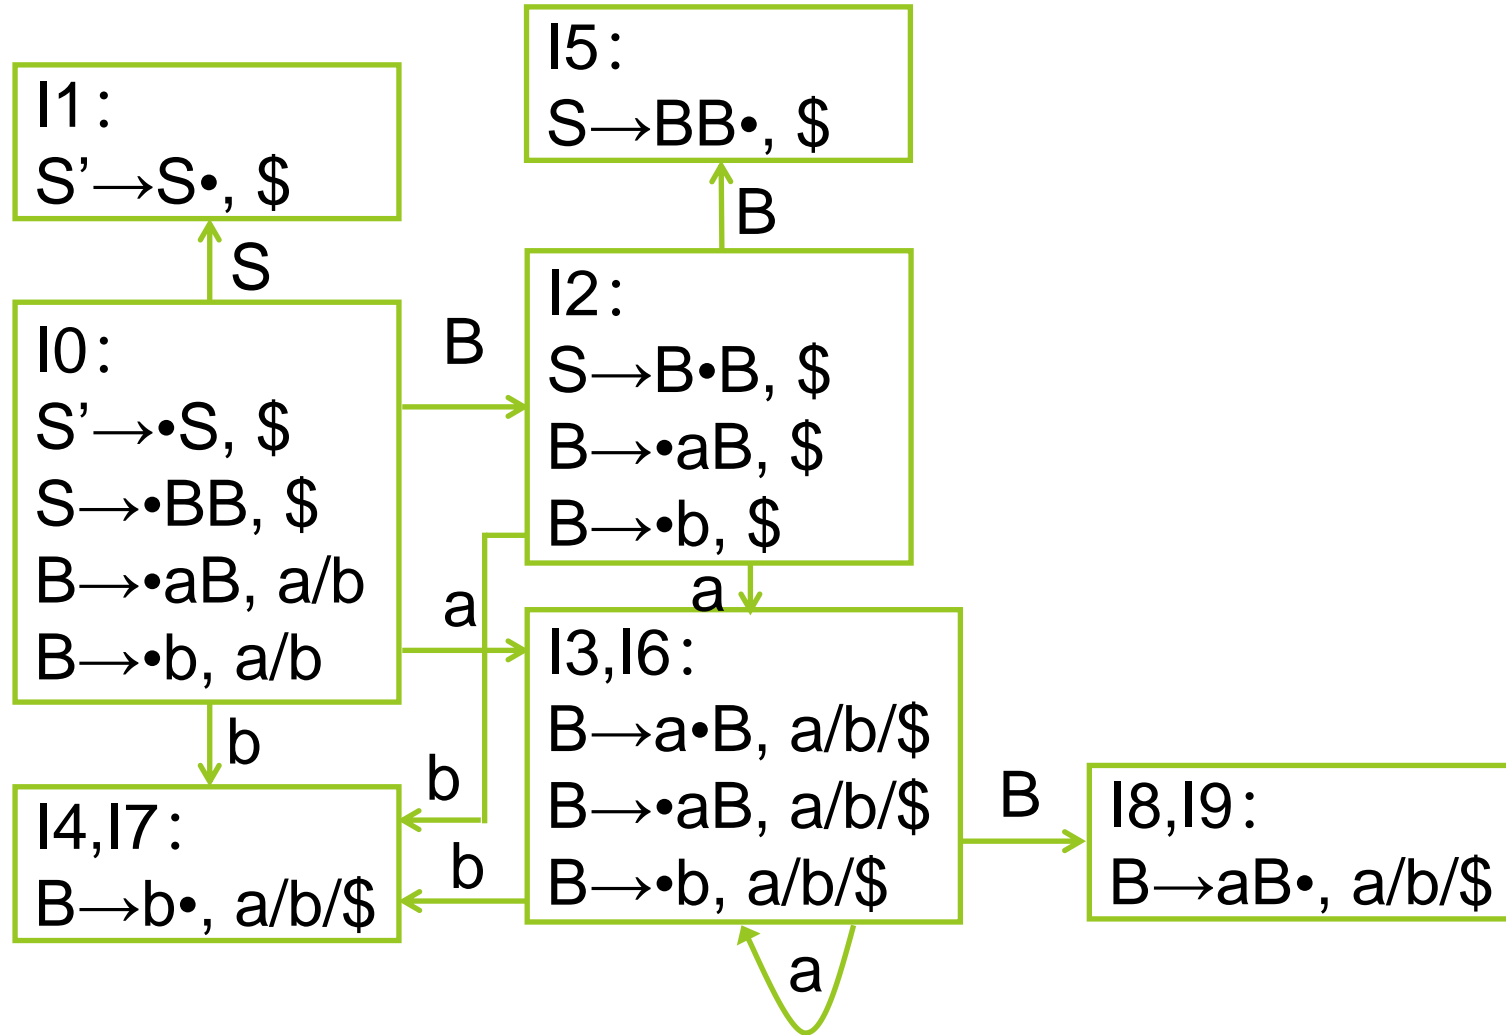 I5:
S→BB•, $
I1:
S’→S•, $
B
S
I2:
S→B•B, $
B→•aB, $
B→•b, $
B
I0:
S’→•S, $
S→•BB, $
B→•aB, a/b
B→•b, a/b
a
a
b
b
b
I3,I6:
B→a•B, a/b/$
B→•aB, a/b/$
B→•b, a/b/$
I4,I7:
B→b•, a/b/$
B
I8,I9:
B→aB•, a/b/$
a